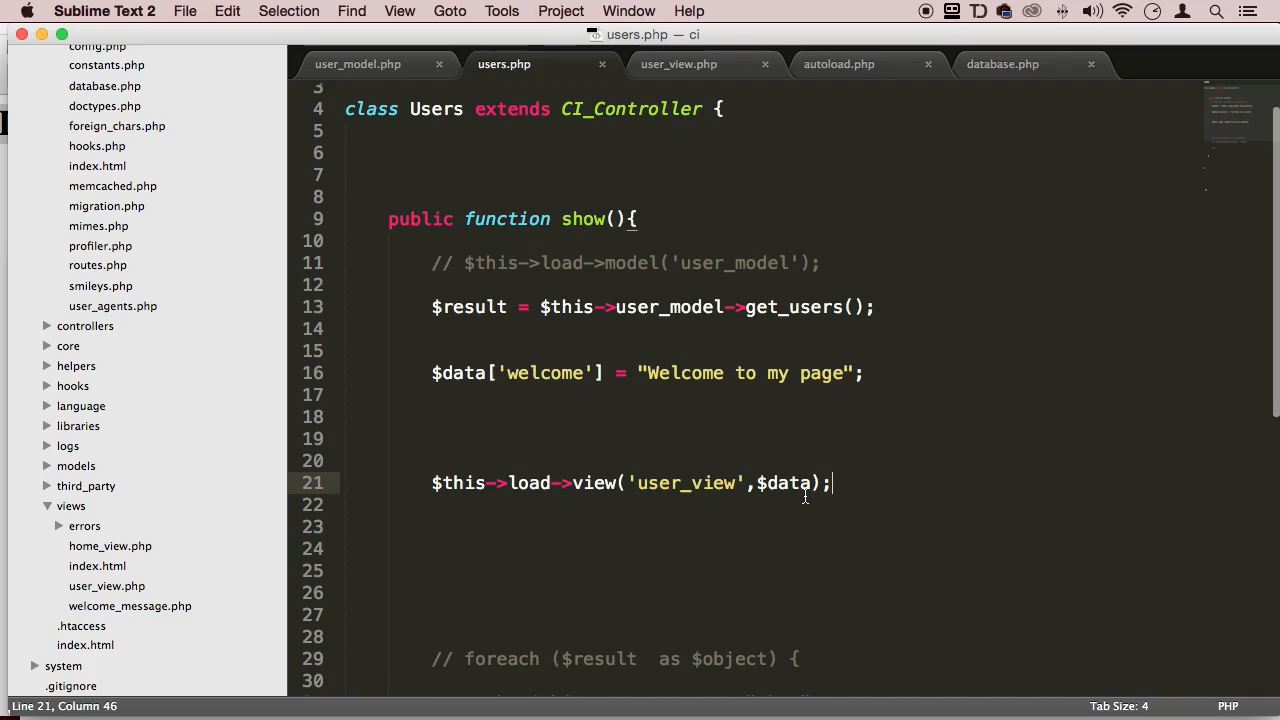 Sublime Text 2 File Edit Selection Find View Goto Tools Project Window Help
users.php — ci
user_model.php × users.php × user_view.php × autoload.php × database.php ×
config.php
constants.php
database.php
doctypes.php
foreign_chars.php
hooks.php
index.html
memcached.php
migration.php
mimes.php
profiler.php
routes.php
smileys.php
user_agents.php
controllers
core
helpers
hooks
language
libraries
logs
models
third_party
views
errors
home_view.php
index.html
user_view.php
welcome_message.php
.htaccess
index.html
system
.gitignore
3
4 class Users extends CI_Controller {
5
6
7
8
9 public function show(){
10
11 // $this->load->model('user_model');
12
13 $result = $this->user_model->get_users();
14
15
16 $data['welcome'] = "Welcome to my page";
17
18
19
20
21 $this->load->view('user_view',$data);
22
23
24
25
26
27
28
29 // foreach ($result as $object) {
30
Line 21, Column 46 Tab Size: 4 PHP